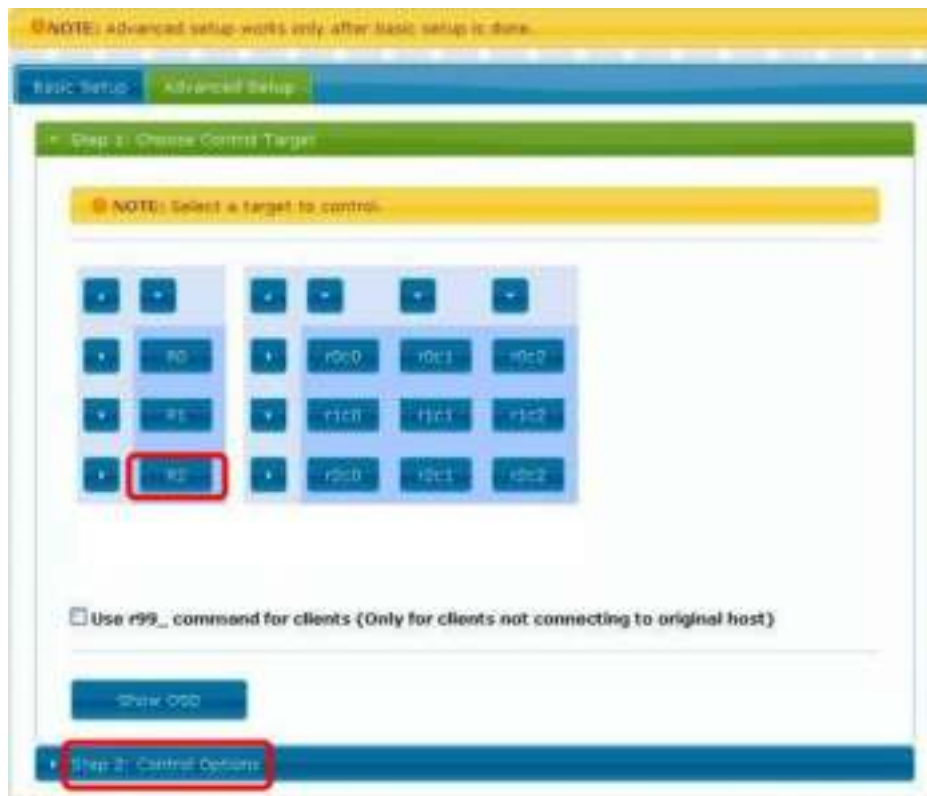 NOTE: Advanced setup works only after basic setup is done.
Basic Setup Advanced Setup
Step 1: Choose Control Target
NOTE: Select a target to control.
R0 r0c0 r0c1 r0c2
R1 r1c0 r1c1 r1c2
R2 r2c0 r2c1 r2c2
Use r99_ command for clients (Only for clients not connecting to original host)
Show OSD
Step 2: Control Options